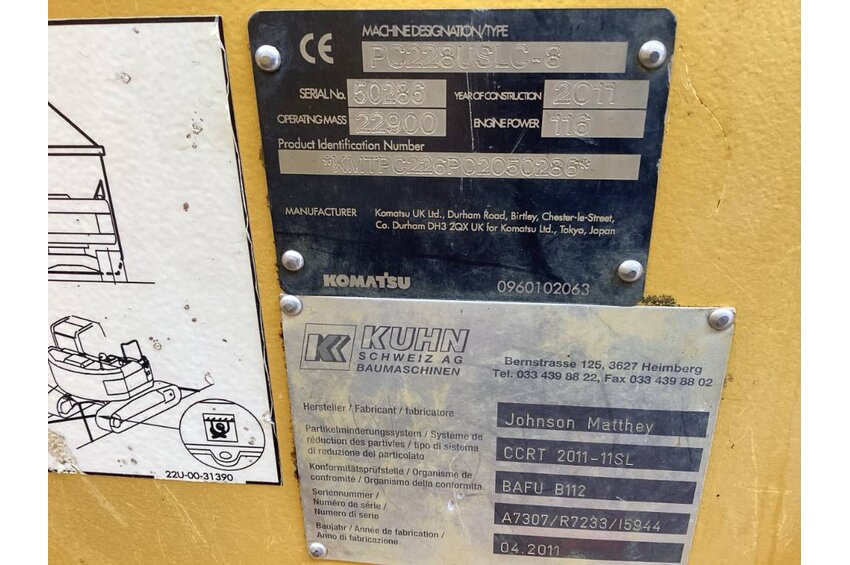 CE
MACHINE DESIGNATION/TYPE
PC228USLC-8
SERIAL No. 50286 YEAR OF CONSTRUCTION 2011
OPERATING MASS 22900 ENGINE POWER 116
Product Identification Number
*KMTPC226P02050286*
MANUFACTURER Komatsu UK Ltd., Durham Road, Birtley, Chester-le-Street,
Co. Durham DH3 2QX UK for Komatsu Ltd., Tokyo, Japan
KOMATSU 0960102063
22U-00-31390
K KUHN
SCHWEIZ AG
BAUMASCHINEN
Bernstrasse 125, 3627 Heimberg
Tel. 033 439 88 22, Fax 033 439 88 02
Hersteller / Fabricant / fabricatore Johnson Matthey
Partikelminderungssystem / Systeme de
réduction des partivles / tipo di sistema
di reduzione del particolato
CCRT 2011-11SL
Konformitätsprüfstelle / Organisme de
conformité / Organismo della conformita
BAFU B112
Seriennummer /
Numéro de série /
Numero di serie
A7307/R7233/I5944
Baujahr / Année de fabrication /
Anno di fabbricazione
04.2011